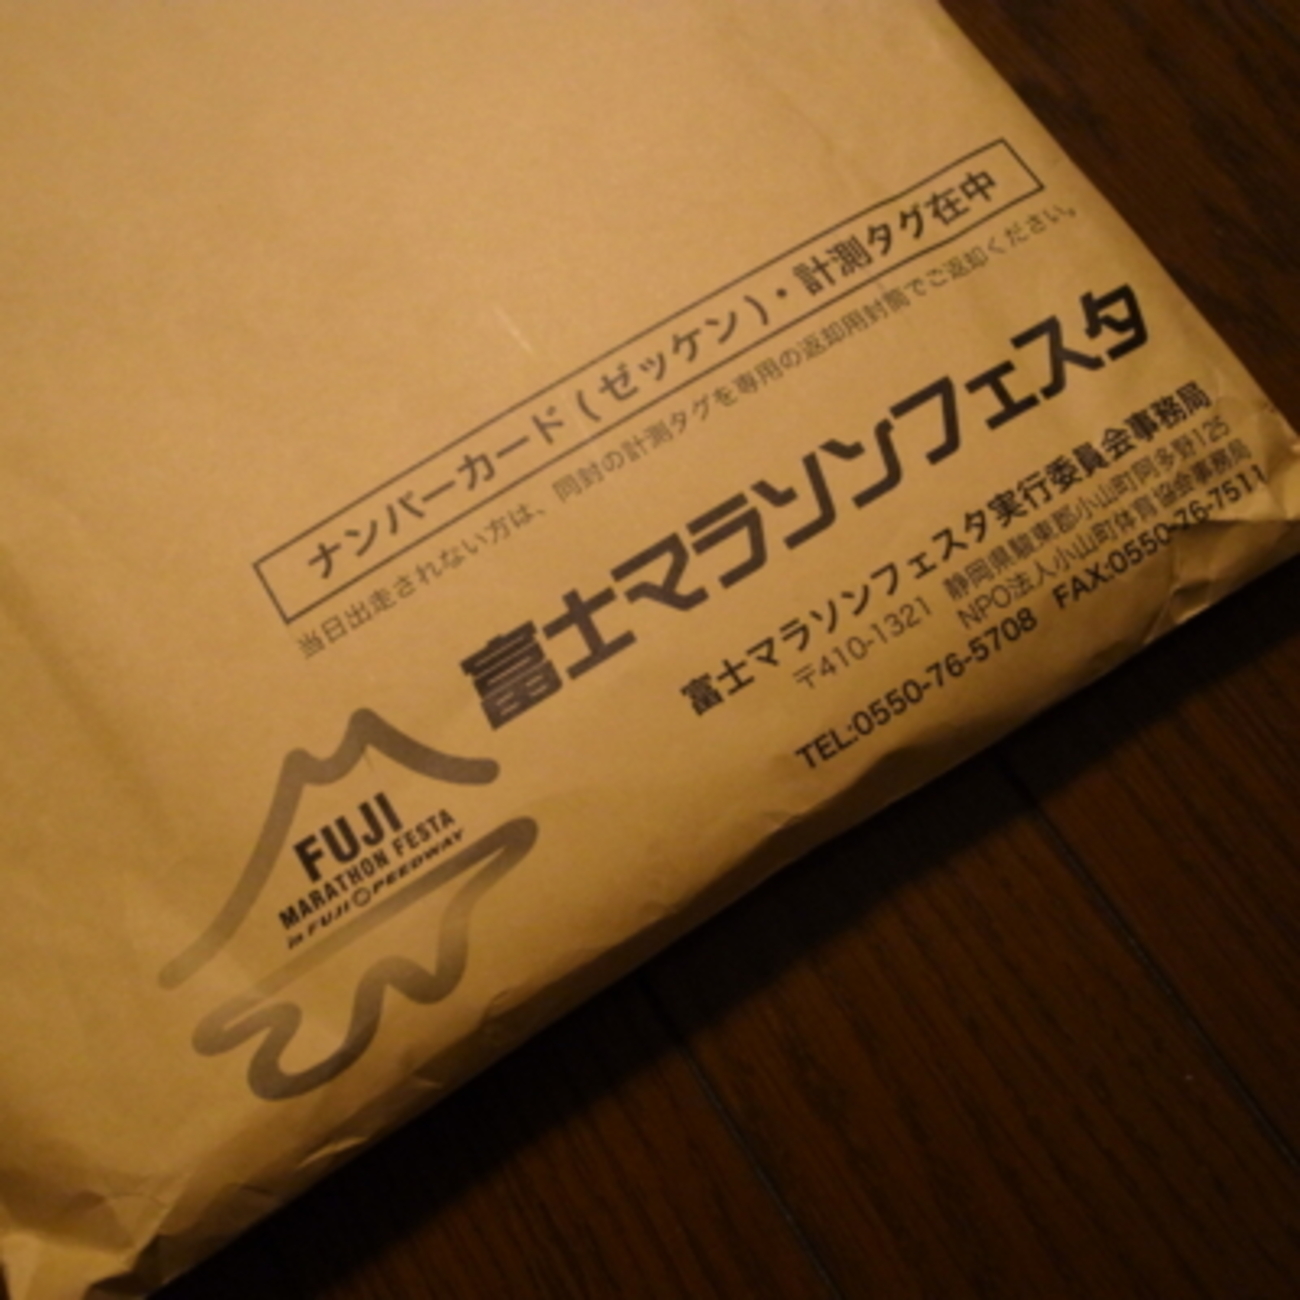 ナンバーカード(ゼッケン)・計測タグ在中
当日出走されない方は、同封の計測タグを専用の返却用封筒でご返却ください。
富士マラソンフェスタ
富士マラソンフェスタ実行委員会事務局
〒410-1321 静岡県駿東郡小山町阿多野125
NPO法人小山町体育協会事務局
TEL:0550-76-5708 FAX:0550-76-7511
FUJI
MARATHON FESTA
in FUJI SPEEDWAY